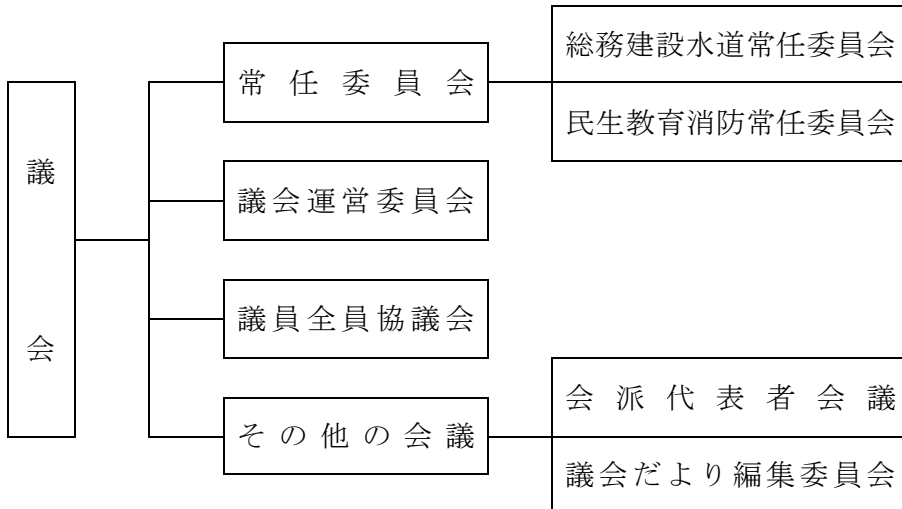 議会
常任委員会
総務建設水道常任委員会
民生教育消防常任委員会
議会運営委員会
議員全員協議会
その他の会議
会派代表者会議
議会だより編集委員会